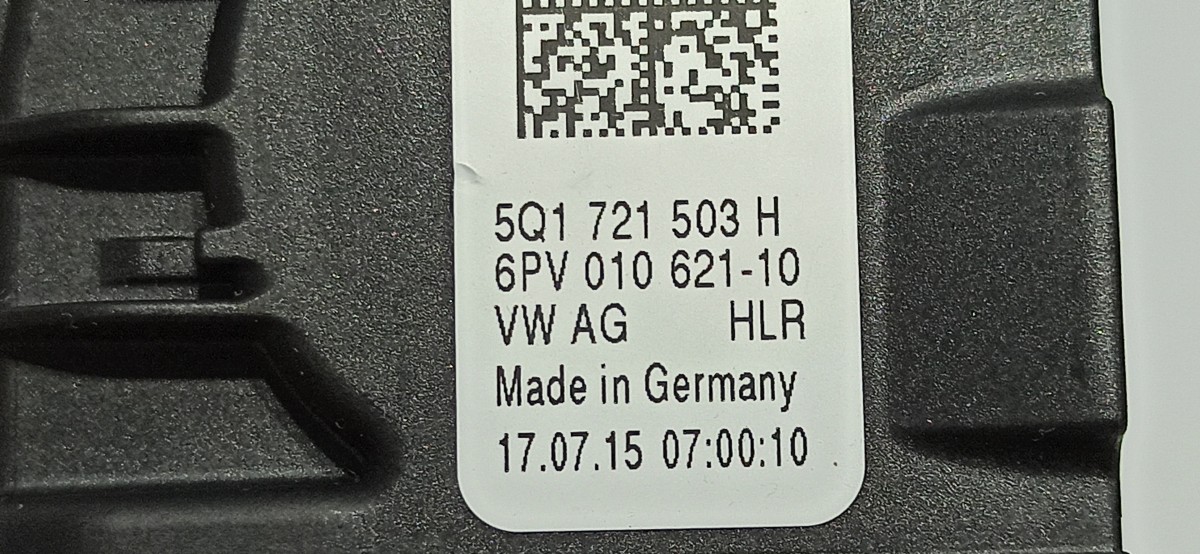 5Q1 721 503 H
6PV 010 621-10
VW AG HLR
Made in Germany
17.07.15 07:00:10